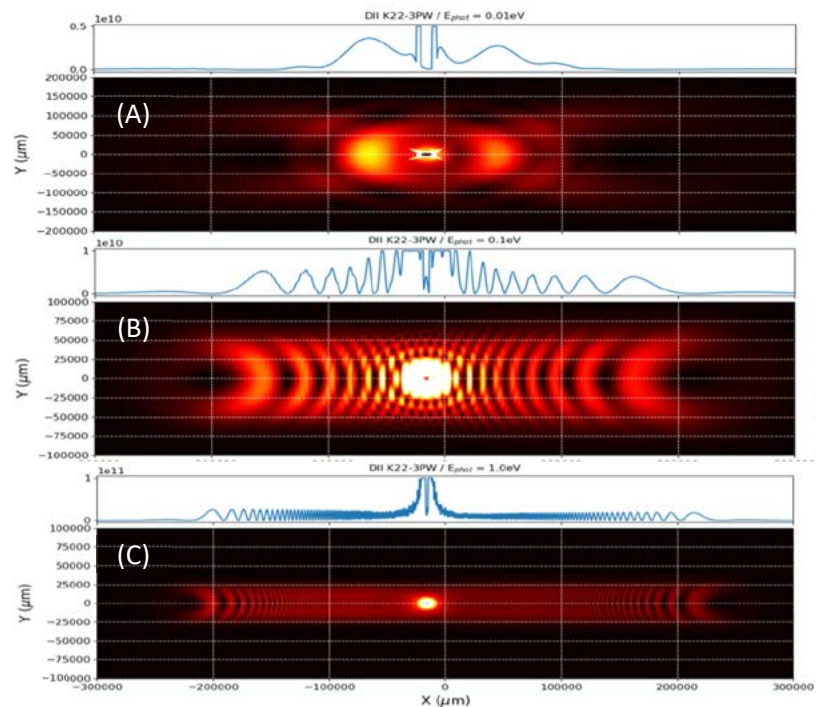 DII K22-3PW / E_phot = 0.01eV
1e10
0.5
0.0
(A)
Y (μm)
200000
150000
100000
50000
0
−50000
−100000
−150000
−200000
DII K22-3PW / E_phot = 0.1eV
1e10
1
0
(B)
Y (μm)
100000
75000
50000
25000
0
−25000
−50000
−75000
−100000
DII K22-3PW / E_phot = 1.0eV
1e11
1
0
(C)
Y (μm)
100000
75000
50000
25000
0
−25000
−50000
−75000
−100000
−300000 −200000 −100000 0 100000 200000 300000
X (μm)